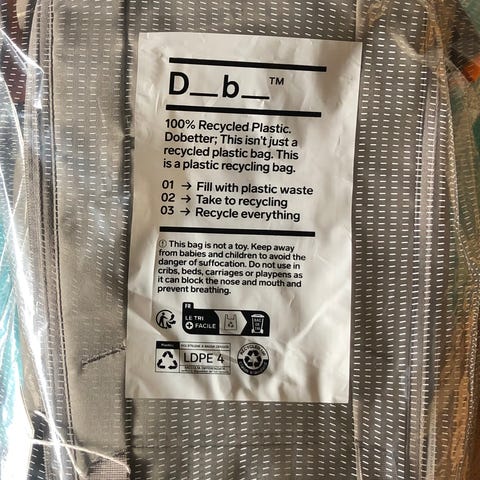 D__b__™
100% Recycled Plastic.
Dobetter; This isn't just a
recycled plastic bag. This
is a plastic recycling bag.
01 → Fill with plastic waste
02 → Take to recycling
03 → Recycle everything
ⓘ This bag is not a toy. Keep away
from babies and children to avoid the
danger of suffocation. Do not use in
cribs, beds, carriages or playpens as
it can block the nose and mouth and
prevent breathing.
FR
LE TRI
+ FACILE
LDPE 4